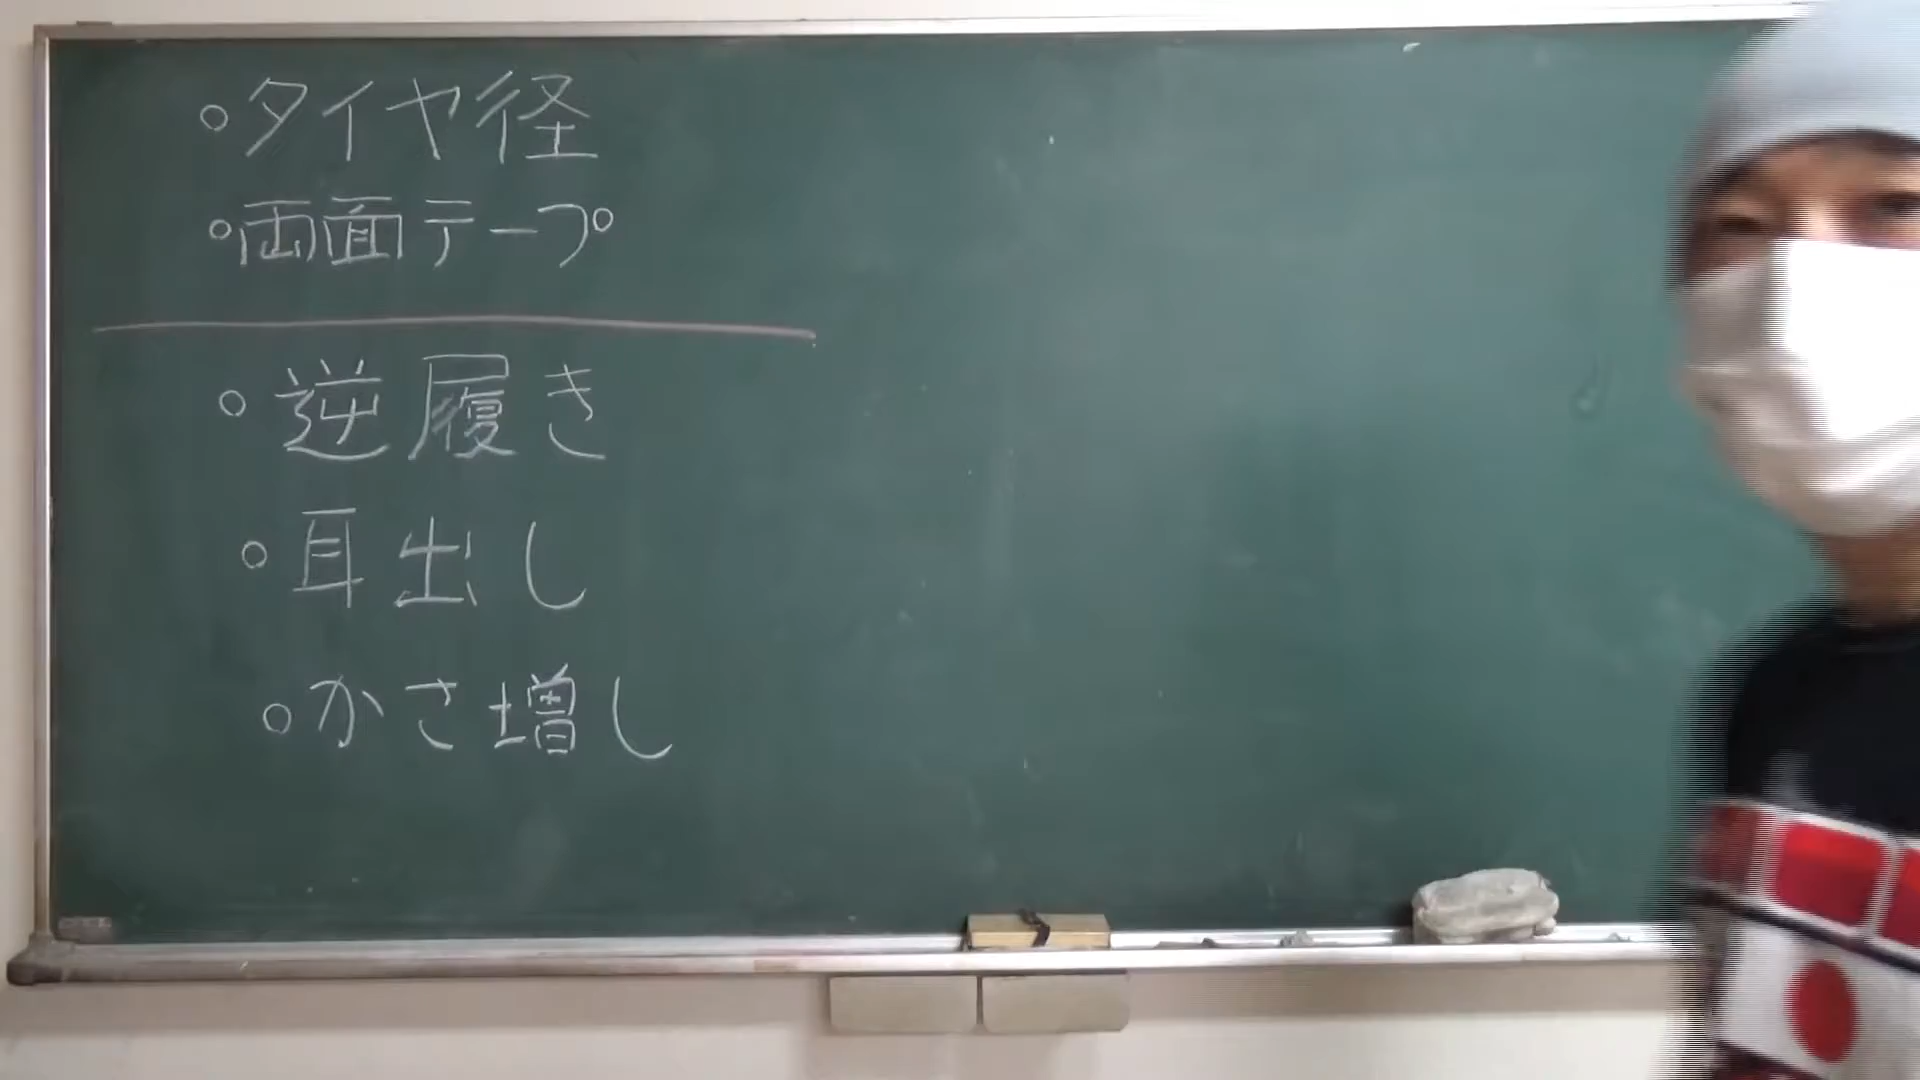 ○タイヤ径
○両面テープ
○逆履き
○耳出し
○かさ増し